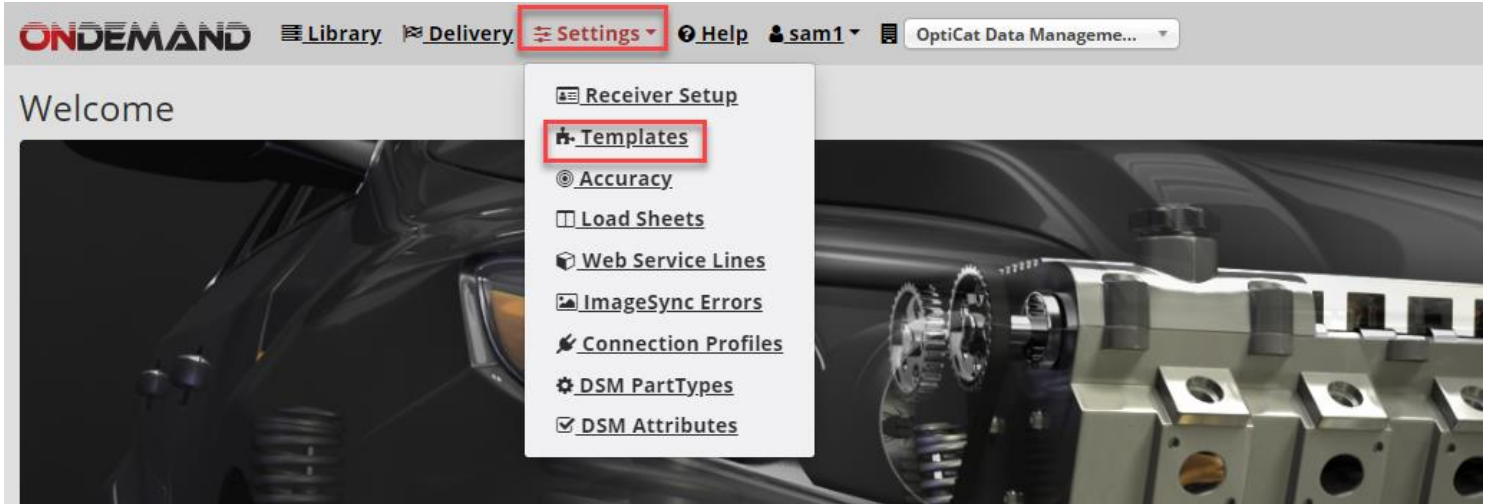 ONDEMAND Library Delivery Settings Help sam1 OptiCat Data Manageme...
Welcome
Receiver Setup
Templates
Accuracy
Load Sheets
Web Service Lines
ImageSync Errors
Connection Profiles
DSM PartTypes
DSM Attributes